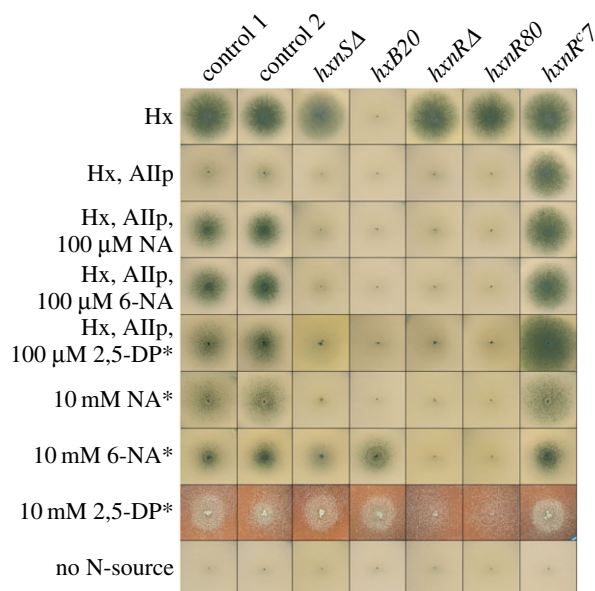 control 1 control 2 hxnSΔ hxB20 hxnRΔ hxnR80 hxnRᶜ7
Hx
Hx, AIIp
Hx, AIIp,
100 µM NA
Hx, AIIp,
100 µM 6-NA
Hx, AIIp,
100 µM 2,5-DP*
10 mM NA*
10 mM 6-NA*
10 mM 2,5-DP*
no N-source